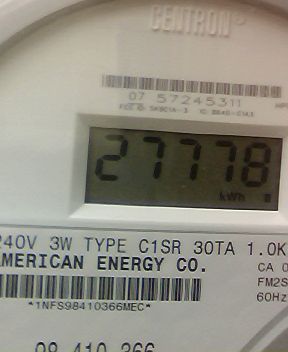 CENTRON®
07 57245311
27778
kWh
240V 3W TYPE C1SR 30TA 1.0K
AMERICAN ENERGY CO. CA 0
FM2S
*1NFS98410366MEC* 60Hz
98 410 366